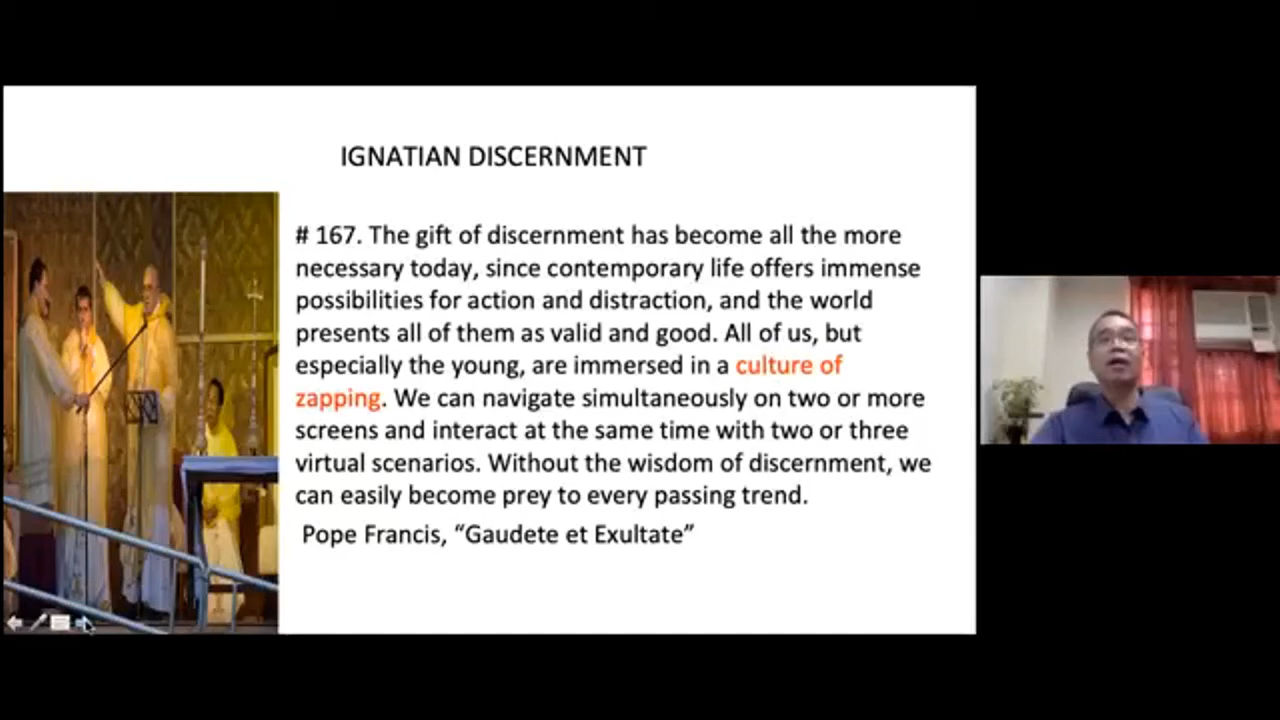 IGNATIAN DISCERNMENT
# 167. The gift of discernment has become all the more
necessary today, since contemporary life offers immense
possibilities for action and distraction, and the world
presents all of them as valid and good. All of us, but
especially the young, are immersed in a culture of
zapping. We can navigate simultaneously on two or more
screens and interact at the same time with two or three
virtual scenarios. Without the wisdom of discernment, we
can easily become prey to every passing trend.
Pope Francis, “Gaudete et Exultate”